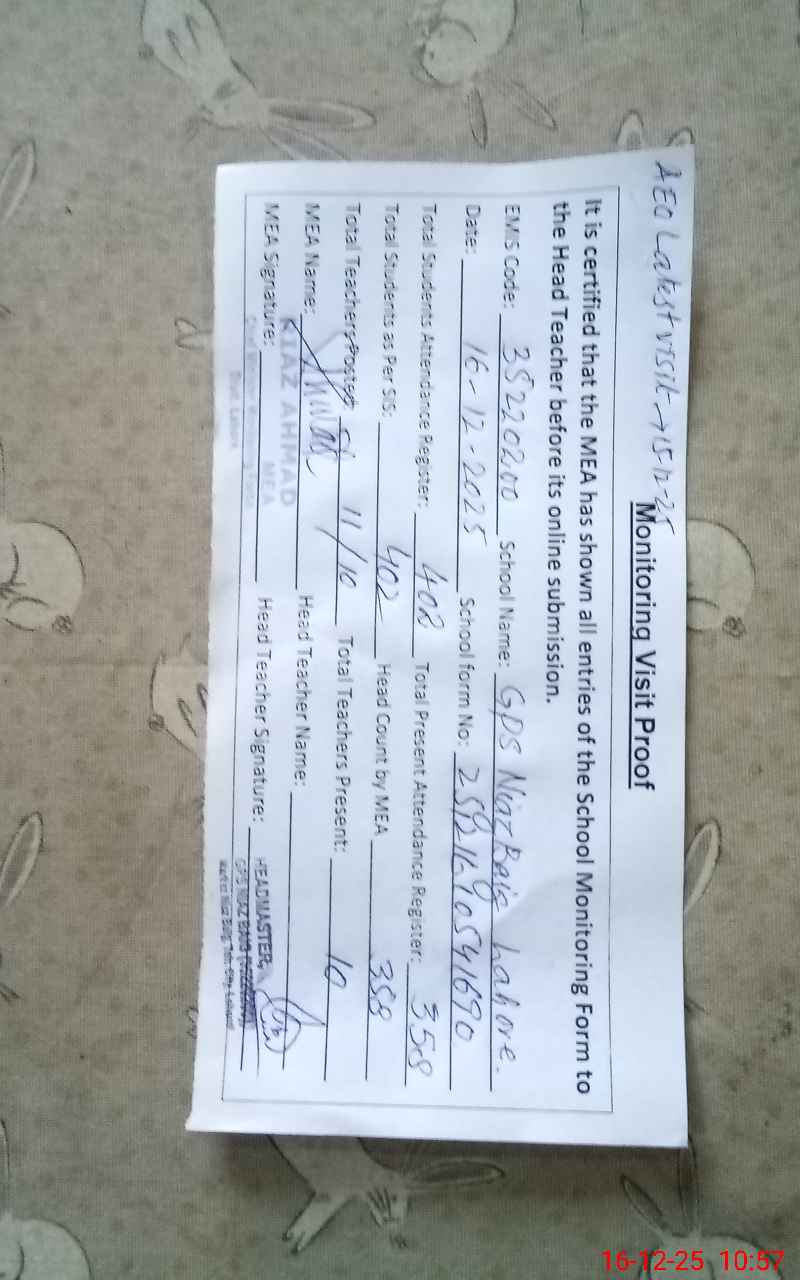 AEO Latest visit → 15-12-25
Monitoring Visit Proof
It is certified that the MEA has shown all entries of the School Monitoring Form to
the Head Teacher before its online submission.
EMIS Code: 35220200 School Name: GPS Niaz Baig Lahore.
Date: 16-12-2025 School form No:
Total Students Attendance Register: 402 Total Present Attendance Register: 358
Total Students as Per SIS: 402 Head Count by MEA 358
Total Teachers Posted: 11/10 Total Teachers Present: 10
MEA Name: Head Teacher Name:
MEA Signature: Head Teacher Signature:
RIAZ AHMAD
MEA
HEADMASTER,
GPS NIAZ BAIG
16-12-25 10:57